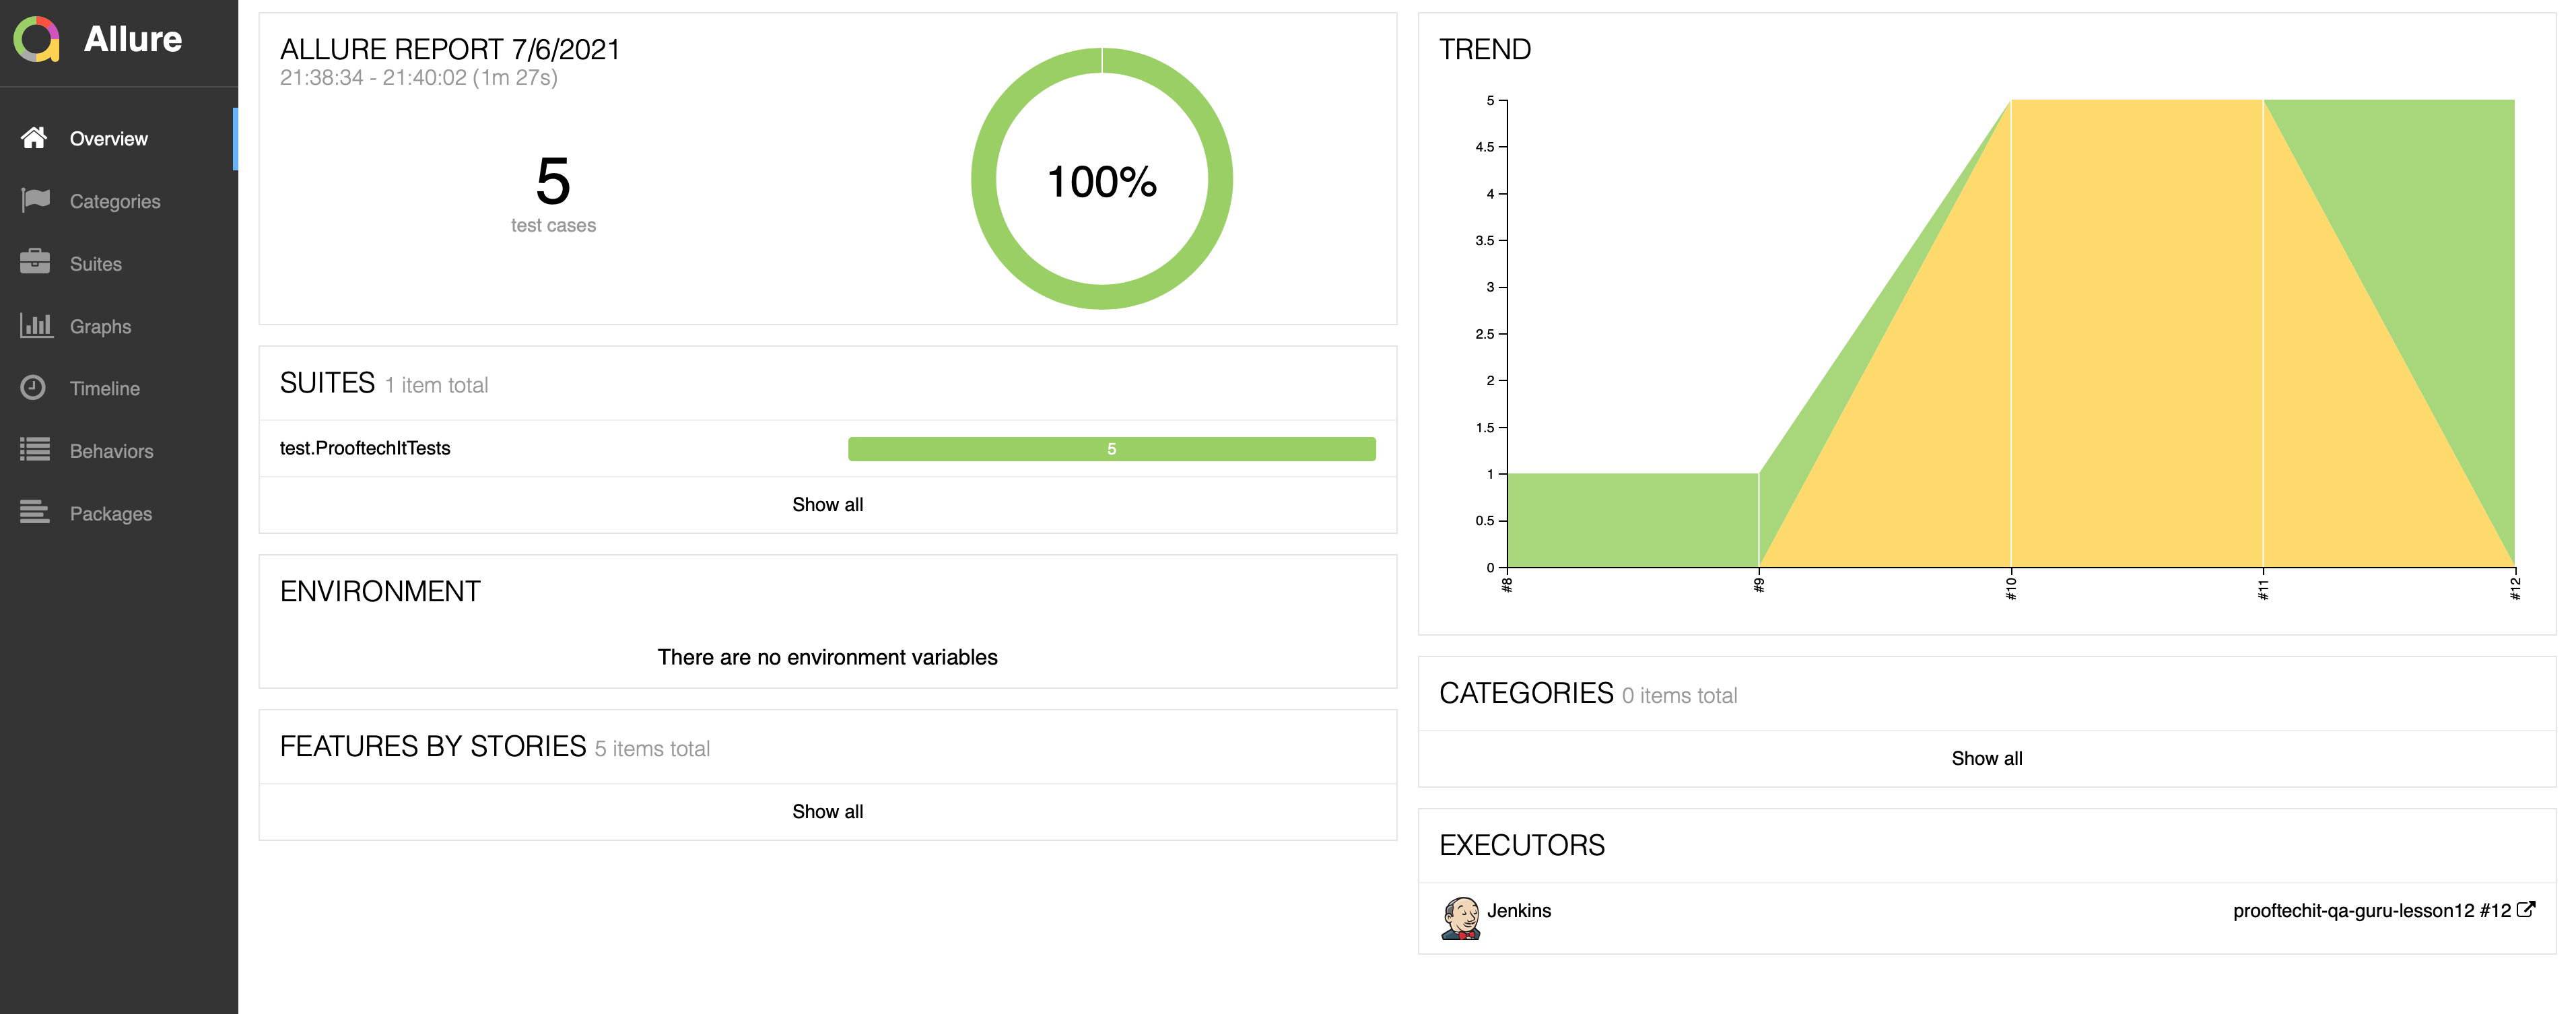 Allure
Overview
Categories
Suites
Graphs
Timeline
Behaviors
Packages
ALLURE REPORT 7/6/2021
21:38:34 - 21:40:02 (1m 27s)
5
test cases
100%
SUITES 1 item total
test.ProoftechItTests
5
Show all
ENVIRONMENT
There are no environment variables
FEATURES BY STORIES 5 items total
Show all
TREND
5
4.5
4
3.5
3
2.5
2
1.5
1
0.5
0
#8
#9
#10
#11
#12
CATEGORIES 0 items total
Show all
EXECUTORS
Jenkins
prooftechit-qa-guru-lesson12 #12